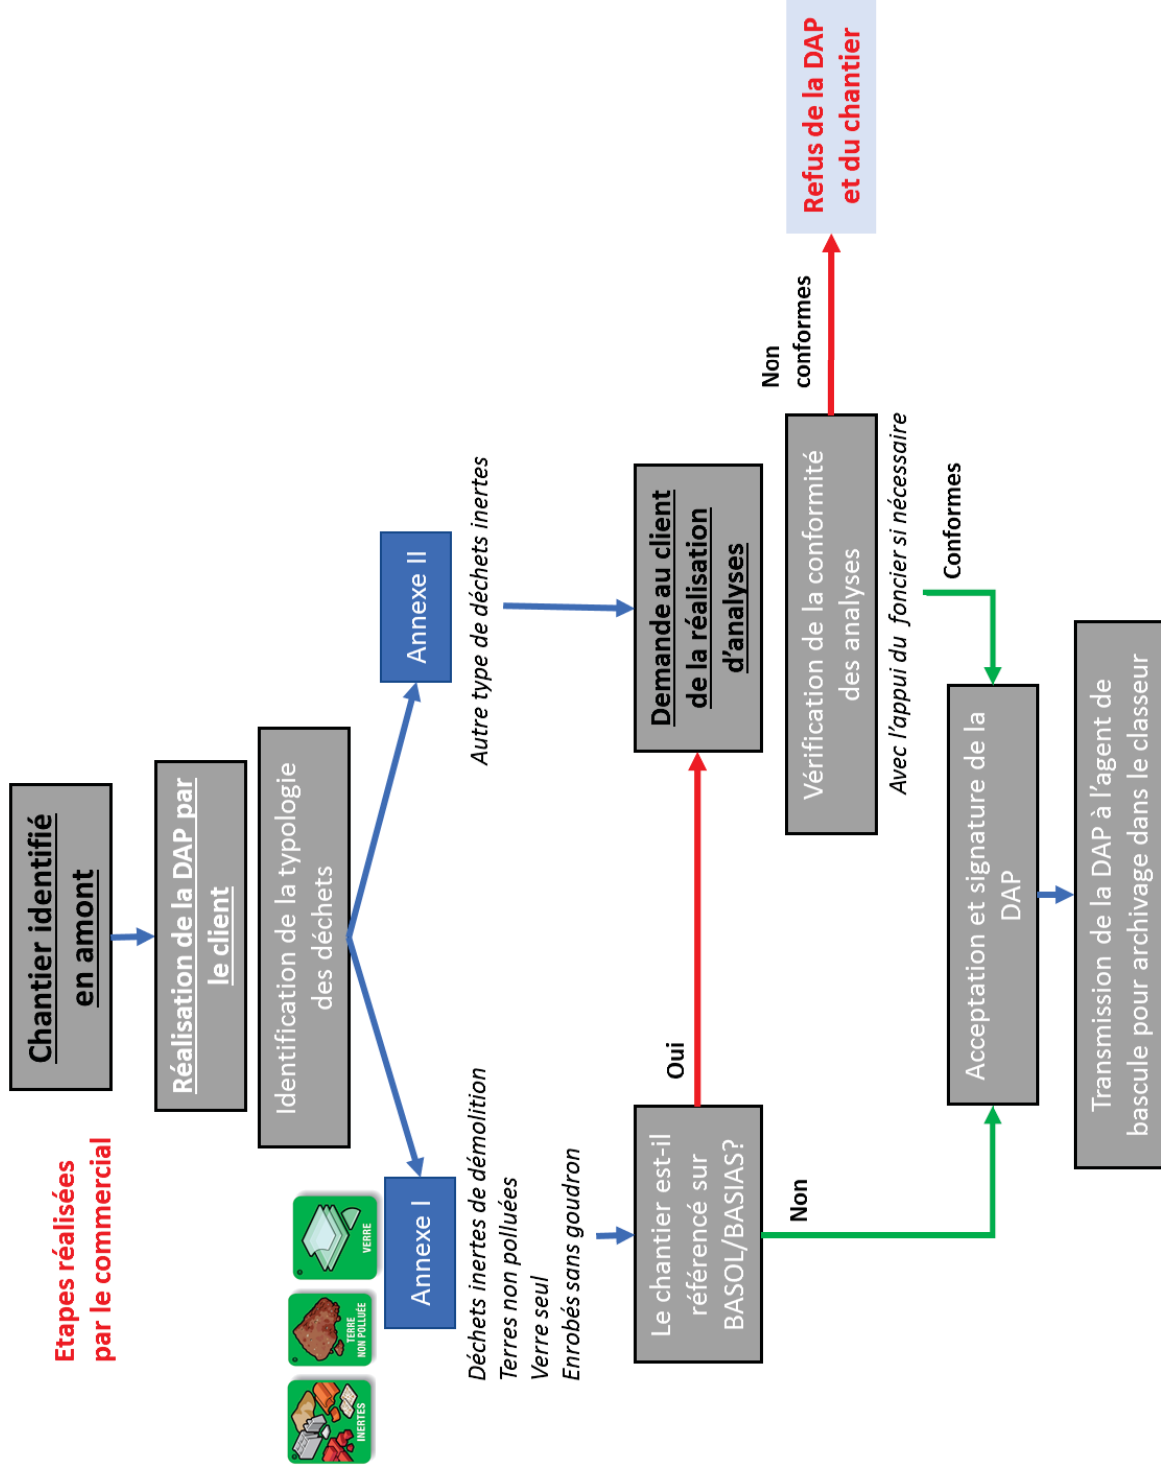 Etapes réalisées
par le commercial
Chantier identifié
en amont
Réalisation de la DAP par
le client
Identification de la typologie
des déchets
INERTES
TERRE
NON POLLUÉE
VERRE
Annexe I
Annexe II
Déchets inertes de démolition
Terres non polluées
Verre seul
Enrobés sans goudron
Autre type de déchets inertes
Le chantier est-il
référencé sur
BASOL/BASIAS?
Oui
Demande au client
de la réalisation
d’analyses
Non
Vérification de la conformité
des analyses
Non
conformes
Refus de la DAP
et du chantier
Avec l’appui du foncier si nécessaire
Conformes
Acceptation et signature de la
DAP
Transmission de la DAP à l’agent de
bascule pour archivage dans le classeur